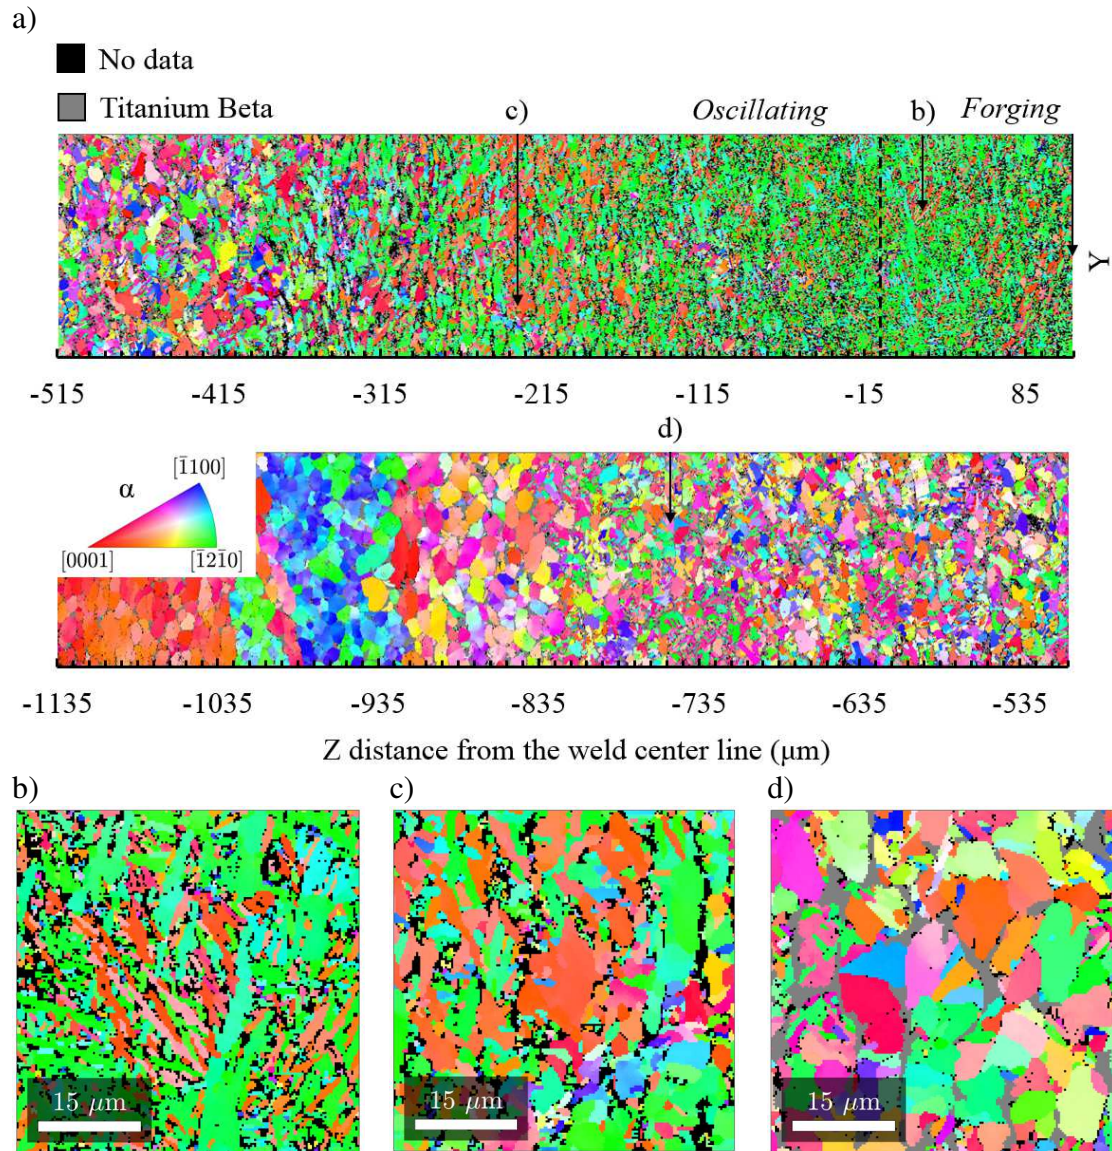 a)
No data
Titanium Beta
c)
Oscillating
b)
Forging
Y
-515 -415 -315 -215 -115 -15 85
d)
α
[1̄100]
[0001]
[1̄21̄0]
-1135 -1035 -935 -835 -735 -635 -535
Z distance from the weld center line (μm)
b)
c)
d)
15 μm
15 μm
15 μm